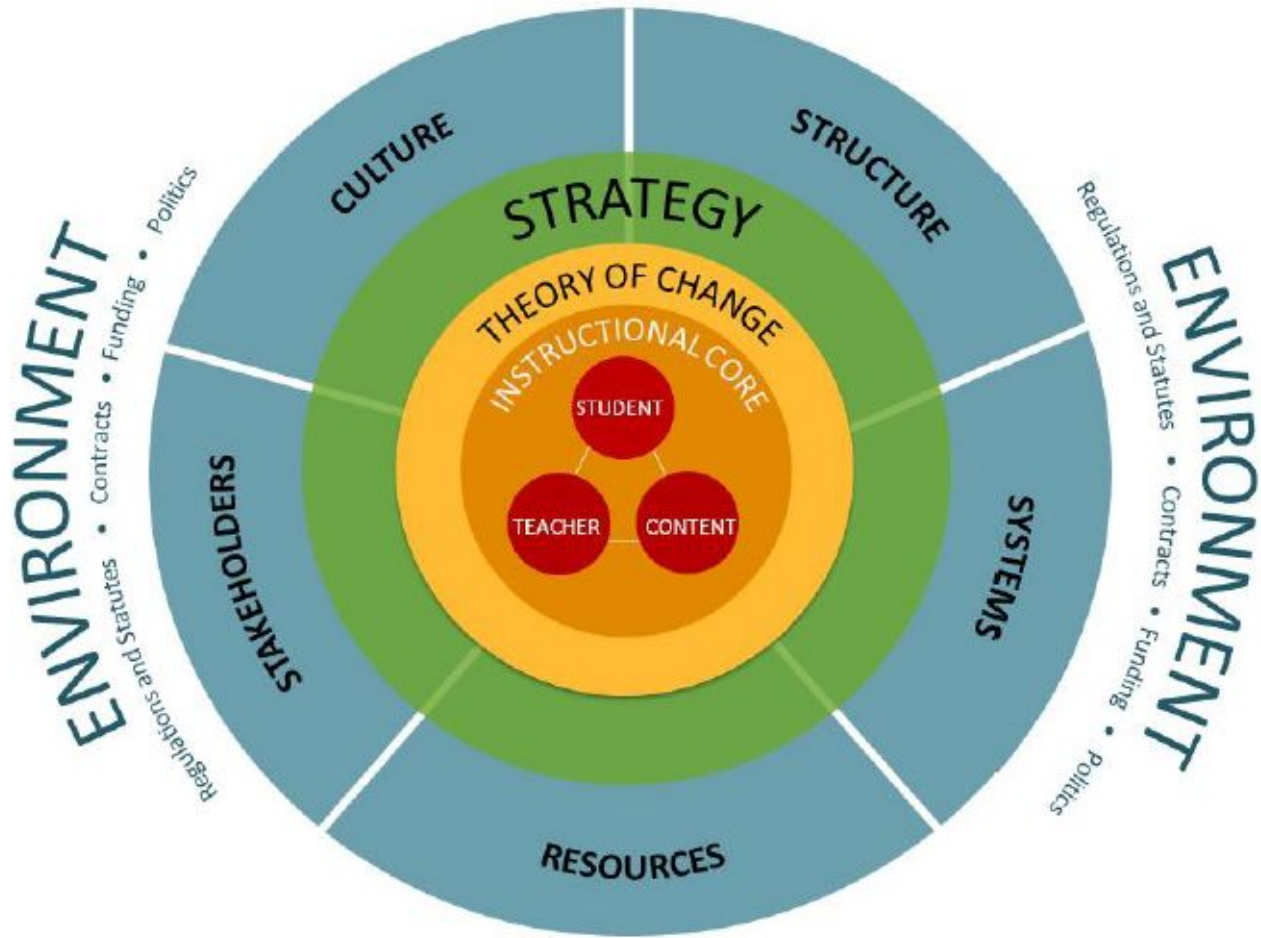 CULTURE
STRUCTURE
STRATEGY
THEORY OF CHANGE
INSTRUCTIONAL CORE
STUDENT
TEACHER
CONTENT
STAKEHOLDERS
SYSTEMS
RESOURCES
ENVIRONMENT
Regulations and Statutes • Contracts • Funding • Politics
ENVIRONMENT
Regulations and Statutes • Contracts • Funding • Politics